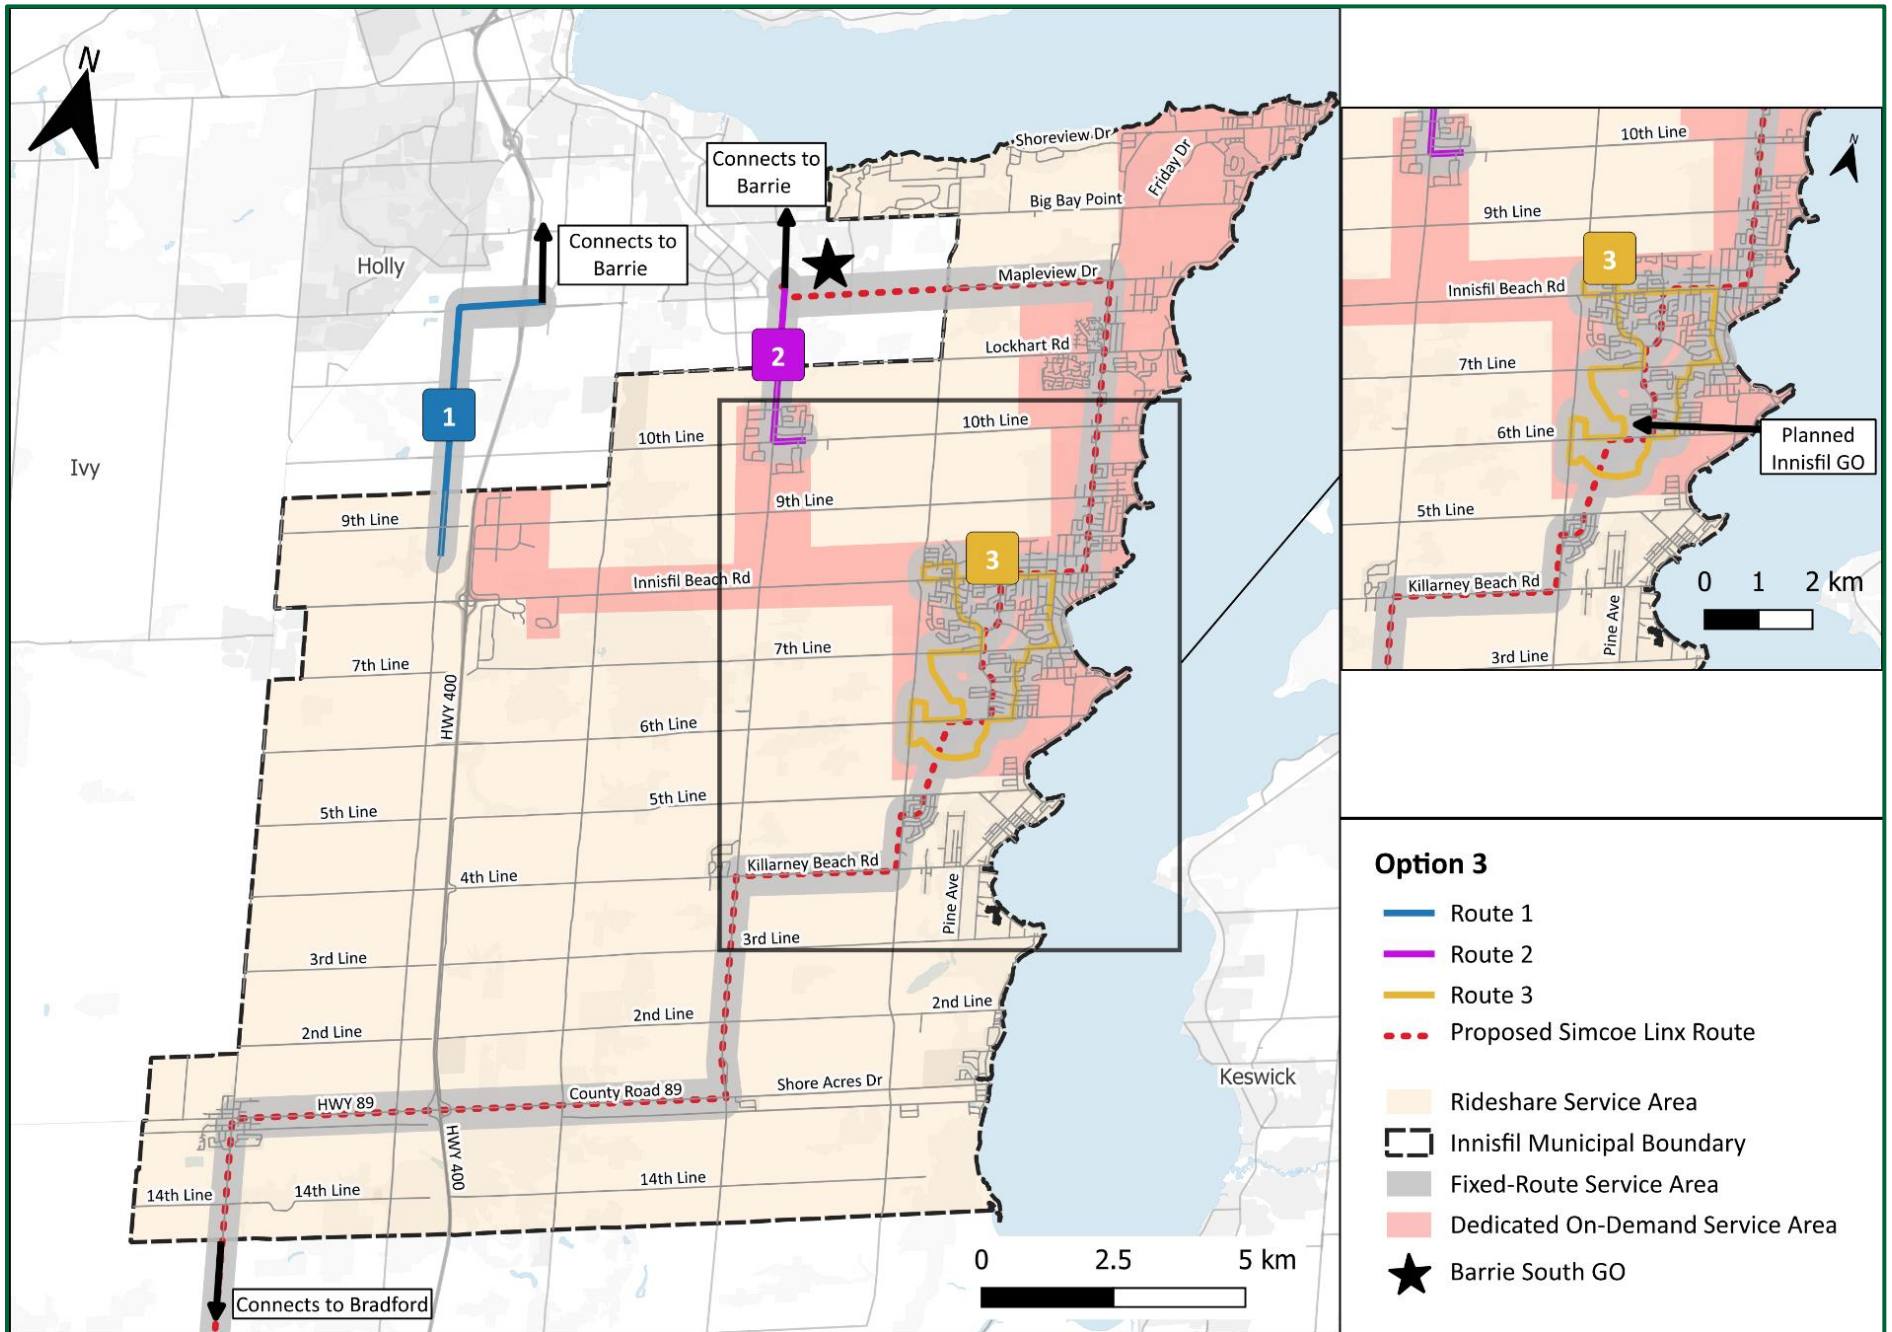 N
Shoreview Dr
Connects to
Barrie
Friday Dr
Big Bay Point
Connects to
Barrie
Holly
Mapleview Dr
2
Lockhart Rd
1
10th Line
10th Line
Ivy
9th Line
9th Line
3
Innisfil Beach Rd
7th Line
7th Line
HWY 400
6th Line
5th Line
5th Line
Killarney Beach Rd
4th Line
Pine Ave
3rd Line
3rd Line
2nd Line
2nd Line
2nd Line
Shore Acres Dr
County Road 89
HWY 89
Keswick
HWY 400
14th Line
14th Line
14th Line
Connects to Bradford
0 2.5 5 km
10th Line
N
9th Line
3
Innisfil Beach Rd
7th Line
6th Line
Planned
Innisfil GO
5th Line
Killarney Beach Rd
0 1 2 km
Pine Ave
3rd Line
Option 3
Route 1
Route 2
Route 3
Proposed Simcoe Linx Route
Rideshare Service Area
Innisfil Municipal Boundary
Fixed-Route Service Area
Dedicated On-Demand Service Area
Barrie South GO